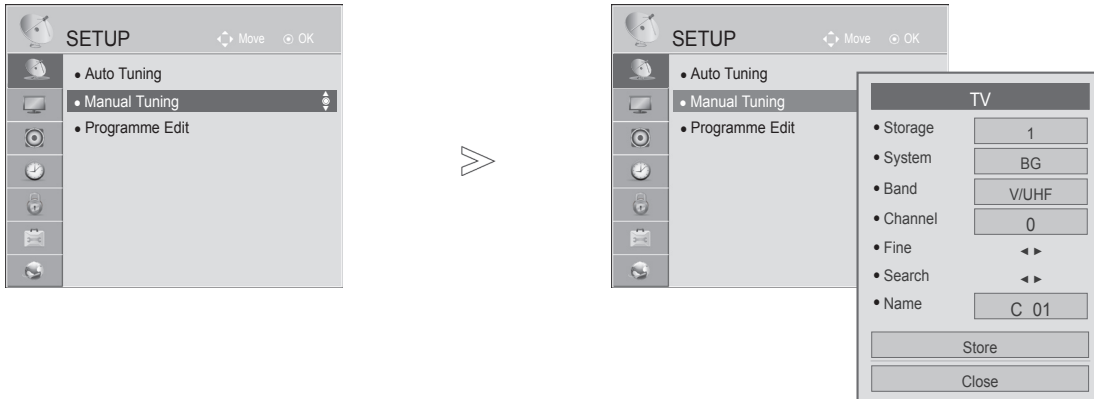 SETUP
Move OK
• Auto Tuning
• Manual Tuning
• Programme Edit
SETUP
Move OK
• Auto Tuning
• Manual Tuning
• Programme Edit
TV
• Storage 1
• System BG
• Band V/UHF
• Channel 0
• Fine ◄ ►
• Search ◄ ►
• Name C 01
Store
Close